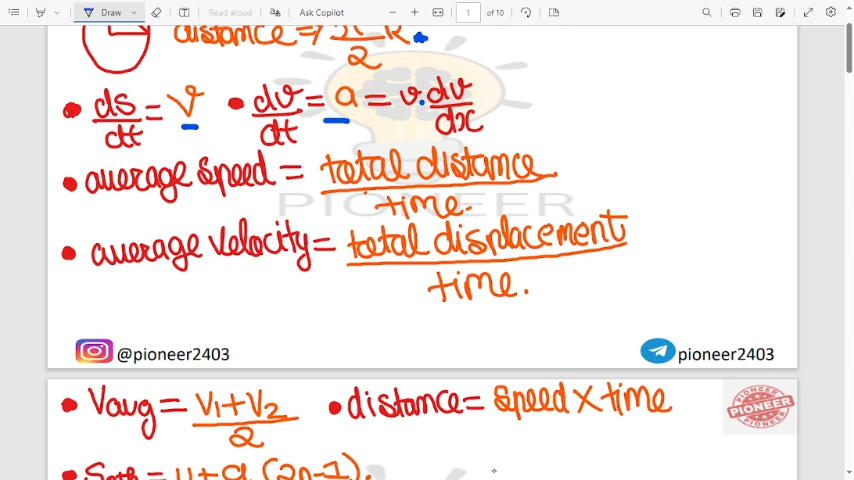 Draw
Read aloud
Ask Copilot
1 of 10
distance ⇒
2
• ds/dt = v • dv/dt = a = v.dv/dx
• average speed = total distance / time.
PIONEER
• average velocity = total displacement / time.
@pioneer2403 pioneer2403
• Vavg = V1+V2 / 2 • distance = speed × time
PIONEER